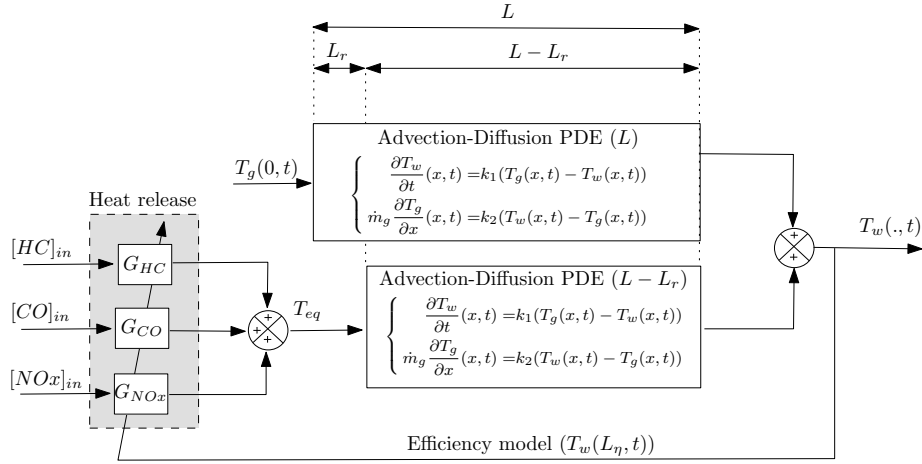 L
L_r
L − L_r
Advection-Diffusion PDE (L)
∂T_w/∂t (x, t) = k_1(T_g(x, t) − T_w(x, t))
ṁ_g ∂T_g/∂x (x, t) = k_2(T_w(x, t) − T_g(x, t))
T_g(0, t)
Heat release
[HC]_in
G_HC
[CO]_in
G_CO
[NOx]_in
G_NOx
+
+
+
T_eq
Advection-Diffusion PDE (L − L_r)
∂T_w/∂t (x, t) = k_1(T_g(x, t) − T_w(x, t))
ṁ_g ∂T_g/∂x (x, t) = k_2(T_w(x, t) − T_g(x, t))
+
+
T_w(., t)
Efficiency model (T_w(L_η, t))